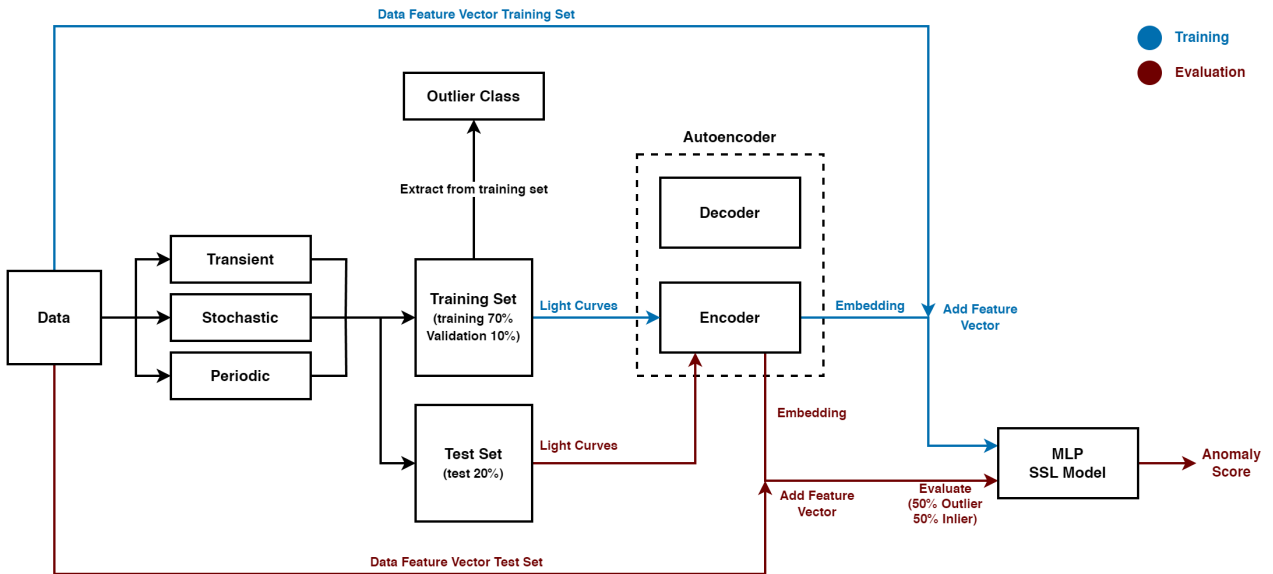 Data Feature Vector Training Set
Training
Evaluation
Outlier Class
Autoencoder
Extract from training set
Decoder
Transient
Data
Stochastic
Periodic
Training Set
(training 70%
Validation 10%)
Light Curves
Encoder
Embedding
Add Feature
Vector
Test Set
(test 20%)
Light Curves
Embedding
MLP
SSL Model
Anomaly
Score
Add Feature
Vector
Evaluate
(50% Outlier
50% Inlier)
Data Feature Vector Test Set